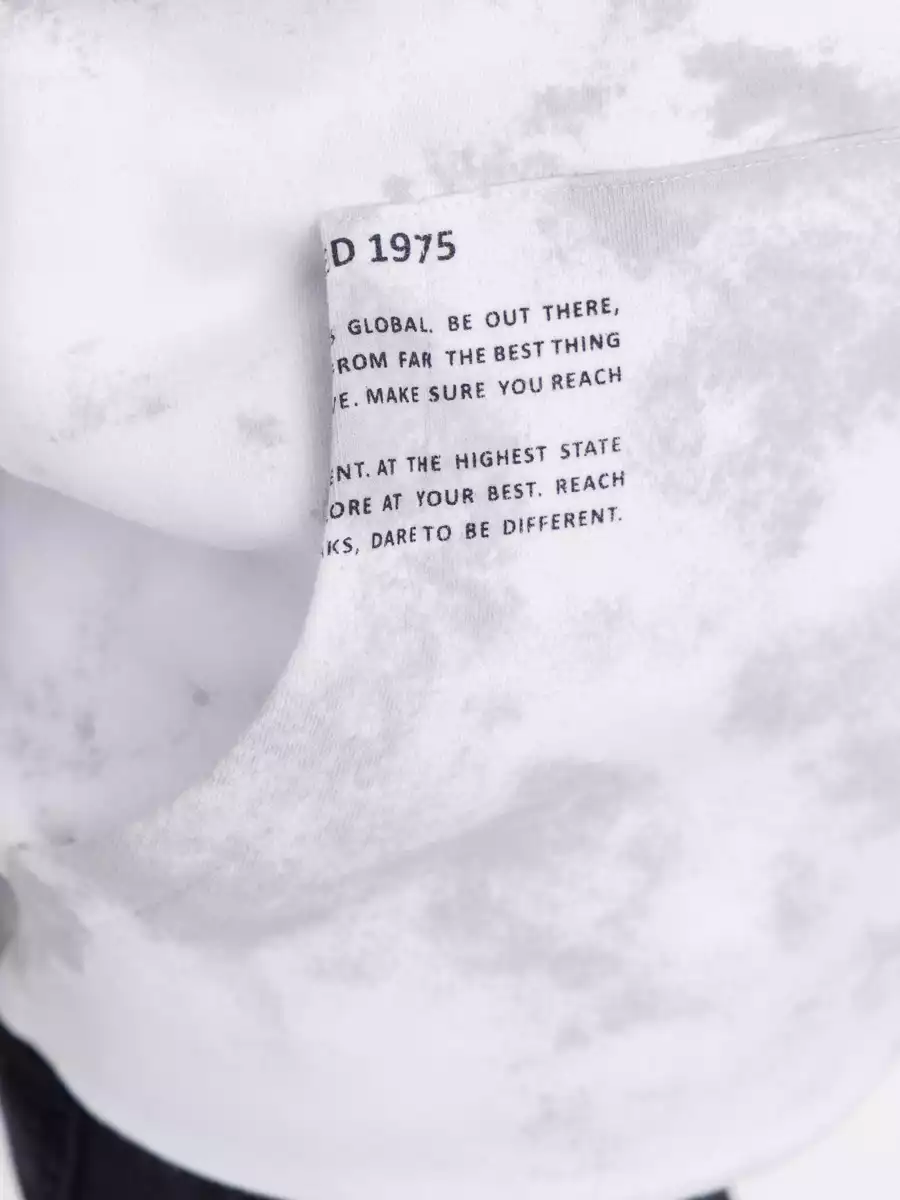 D 1975
GLOBAL. BE OUT THERE,
ROM FAR THE BEST THING
E. MAKE SURE YOU REACH
NT. AT THE HIGHEST STATE
ORE AT YOUR BEST. REACH
KS, DARE TO BE DIFFERENT.